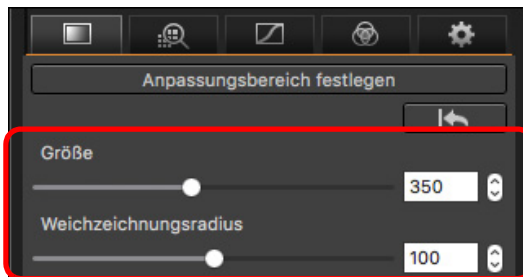 Anpassungsbereich festlegen
Größe
350
Weichzeichnungsradius
100